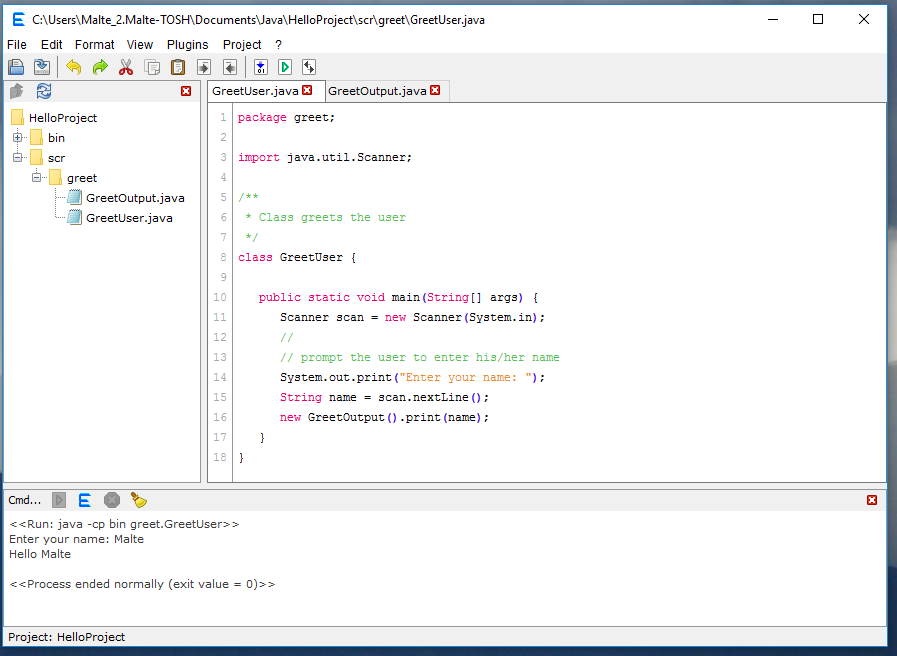 C:\Users\Malte_2.Malte-TOSH\Documents\Java\HelloProject\scr\greet\GreetUser.java
File Edit Format View Plugins Project ?
GreetUser.java GreetOutput.java
HelloProject
bin
scr
greet
GreetOutput.java
GreetUser.java
1 package greet;
2
3 import java.util.Scanner;
4
5 /**
6 * Class greets the user
7 */
8 class GreetUser {
9
10 public static void main(String[] args) {
11 Scanner scan = new Scanner(System.in);
12 //
13 // prompt the user to enter his/her name
14 System.out.print("Enter your name: ");
15 String name = scan.nextLine();
16 new GreetOutput().print(name);
17 }
18 }
Cmd...
<<Run: java -cp bin greet.GreetUser>>
Enter your name: Malte
Hello Malte
<<Process ended normally (exit value = 0)>>
Project: HelloProject